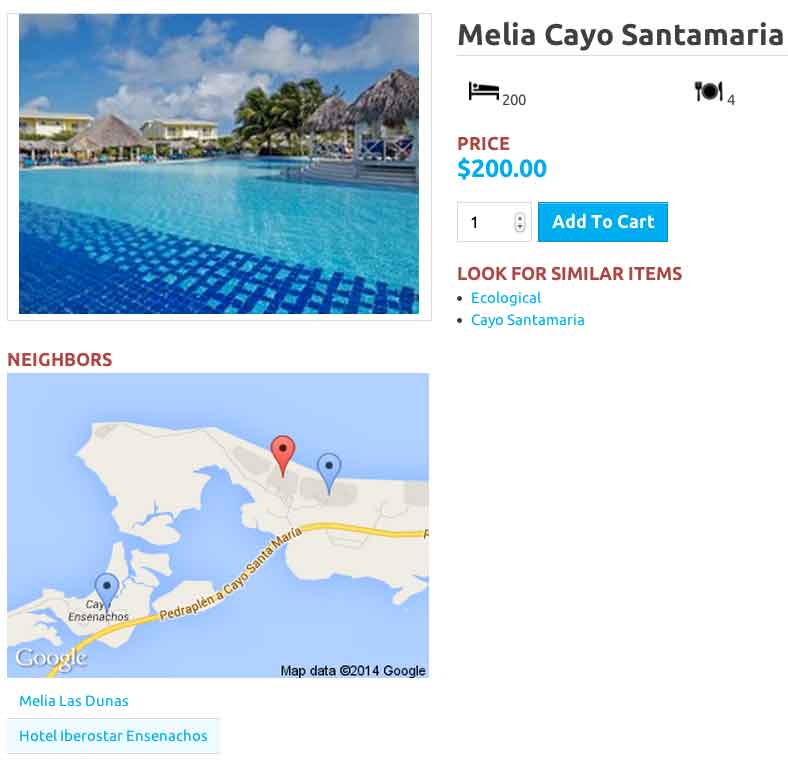 Melia Cayo Santamaria
200
4
PRICE
$200.00
1
Add To Cart
LOOK FOR SIMILAR ITEMS
Ecological
Cayo Santamaria
NEIGHBORS
Pedraplén a Cayo Santa María
Cayo
Ensenachos
Google
Map data ©2014 Google
Melia Las Dunas
Hotel Iberostar Ensenachos